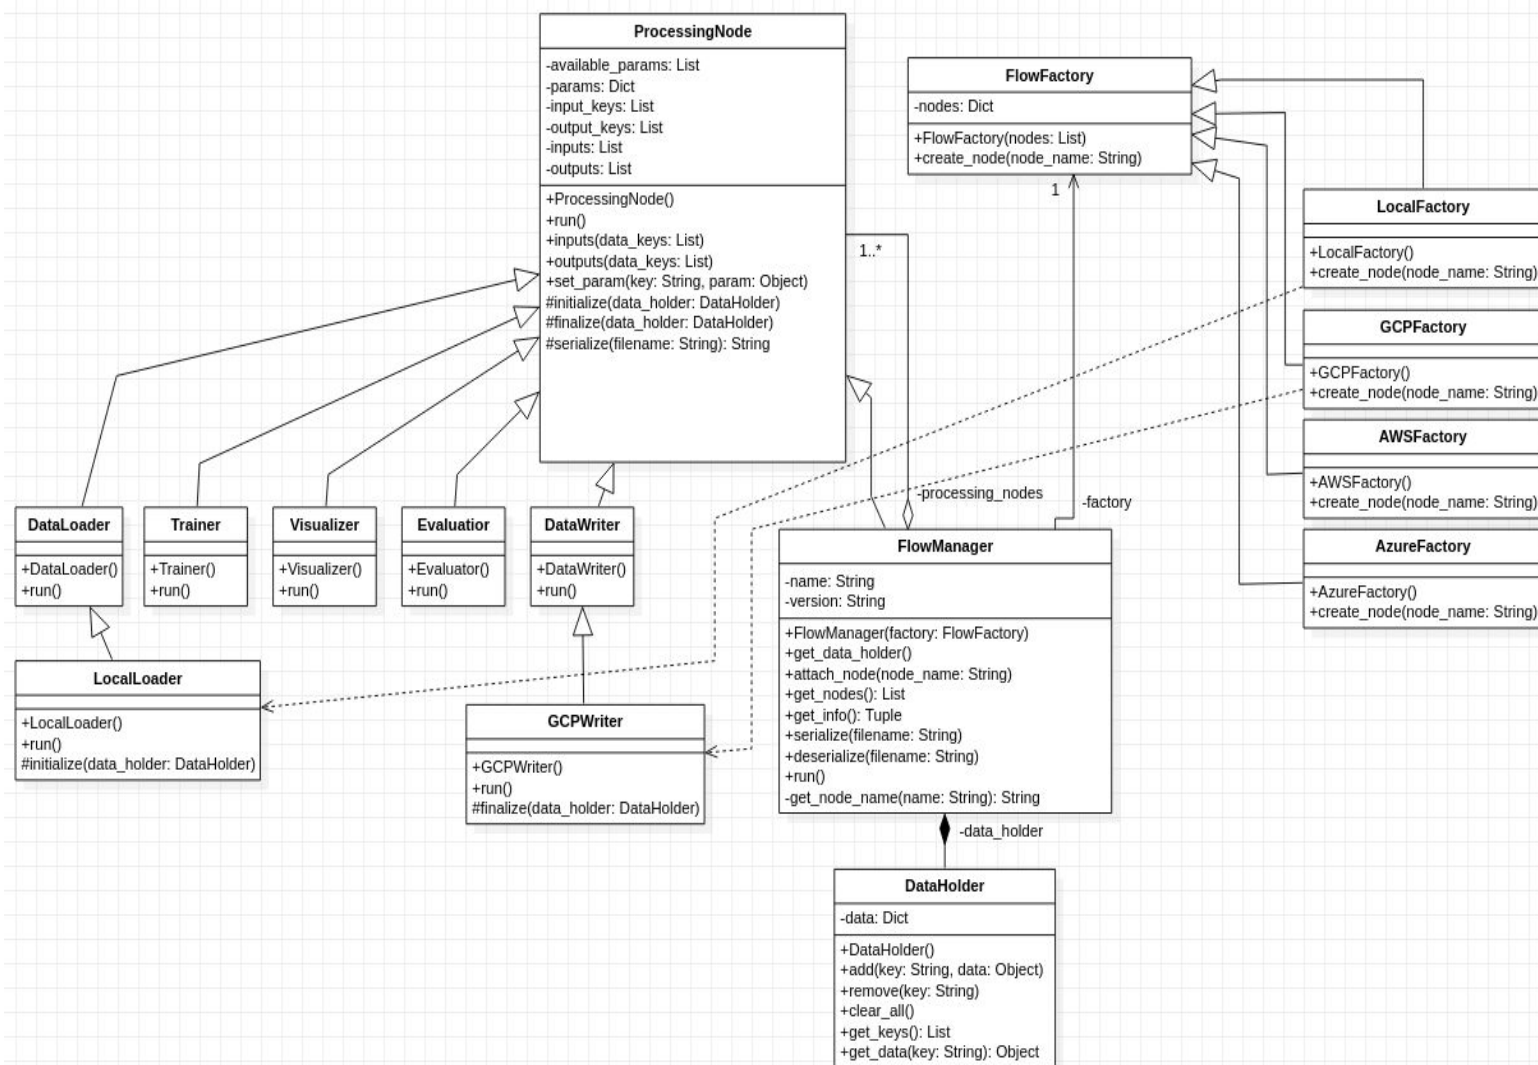 ProcessingNode
-available_params: List
-params: Dict
-input_keys: List
-output_keys: List
-inputs: List
-outputs: List
+ProcessingNode()
+run()
+inputs(data_keys: List)
+outputs(data_keys: List)
+set_param(key: String, param: Object)
#initialize(data_holder: DataHolder)
#finalize(data_holder: DataHolder)
#serialize(filename: String): String
FlowFactory
-nodes: Dict
+FlowFactory(nodes: List)
+create_node(node_name: String)
1
1..*
LocalFactory
+LocalFactory()
+create_node(node_name: String)
GCPFactory
+GCPFactory()
+create_node(node_name: String)
AWSFactory
+AWSFactory()
+create_node(node_name: String)
AzureFactory
+AzureFactory()
+create_node(node_name: String)
-processing_nodes
-factory
DataLoader
+DataLoader()
+run()
Trainer
+Trainer()
+run()
Visualizer
+Visualizer()
+run()
Evaluatior
+Evaluator()
+run()
DataWriter
+DataWriter()
+run()
FlowManager
-name: String
-version: String
+FlowManager(factory: FlowFactory)
+get_data_holder()
+attach_node(node_name: String)
+get_nodes(): List
+get_info(): Tuple
+serialize(filename: String)
+deserialize(filename: String)
+run()
-get_node_name(name: String): String
LocalLoader
+LocalLoader()
+run()
#initialize(data_holder: DataHolder)
GCPWriter
+GCPWriter()
+run()
#finalize(data_holder: DataHolder)
-data_holder
DataHolder
-data: Dict
+DataHolder()
+add(key: String, data: Object)
+remove(key: String)
+clear_all()
+get_keys(): List
+get_data(key: String): Object